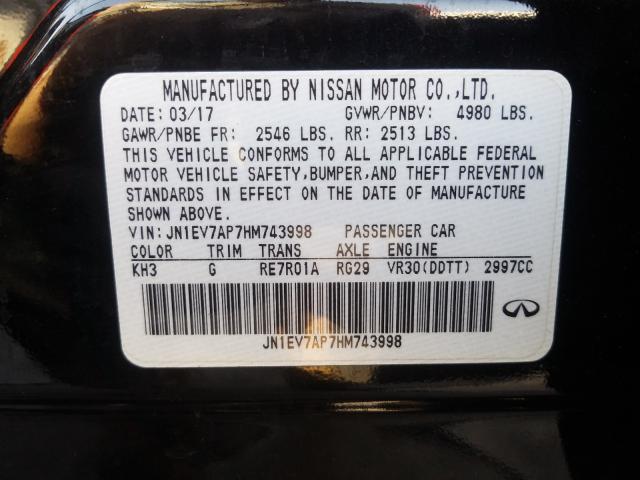 MANUFACTURED BY NISSAN MOTOR CO.,LTD.
DATE: 03/17 GVWR/PNBV: 4980 LBS.
GAWR/PNBE FR: 2546 LBS. RR: 2513 LBS.
THIS VEHICLE CONFORMS TO ALL APPLICABLE FEDERAL
MOTOR VEHICLE SAFETY, BUMPER,AND THEFT PREVENTION
STANDARDS IN EFFECT ON THE DATE OF MANUFACTURE
SHOWN ABOVE.
VIN: JN1EV7AP7HM743998 PASSENGER CAR
COLOR TRIM TRANS AXLE ENGINE
KH3 G RE7R01A RG29 VR30(DDTT) 2997CC
JN1EV7AP7HM743998